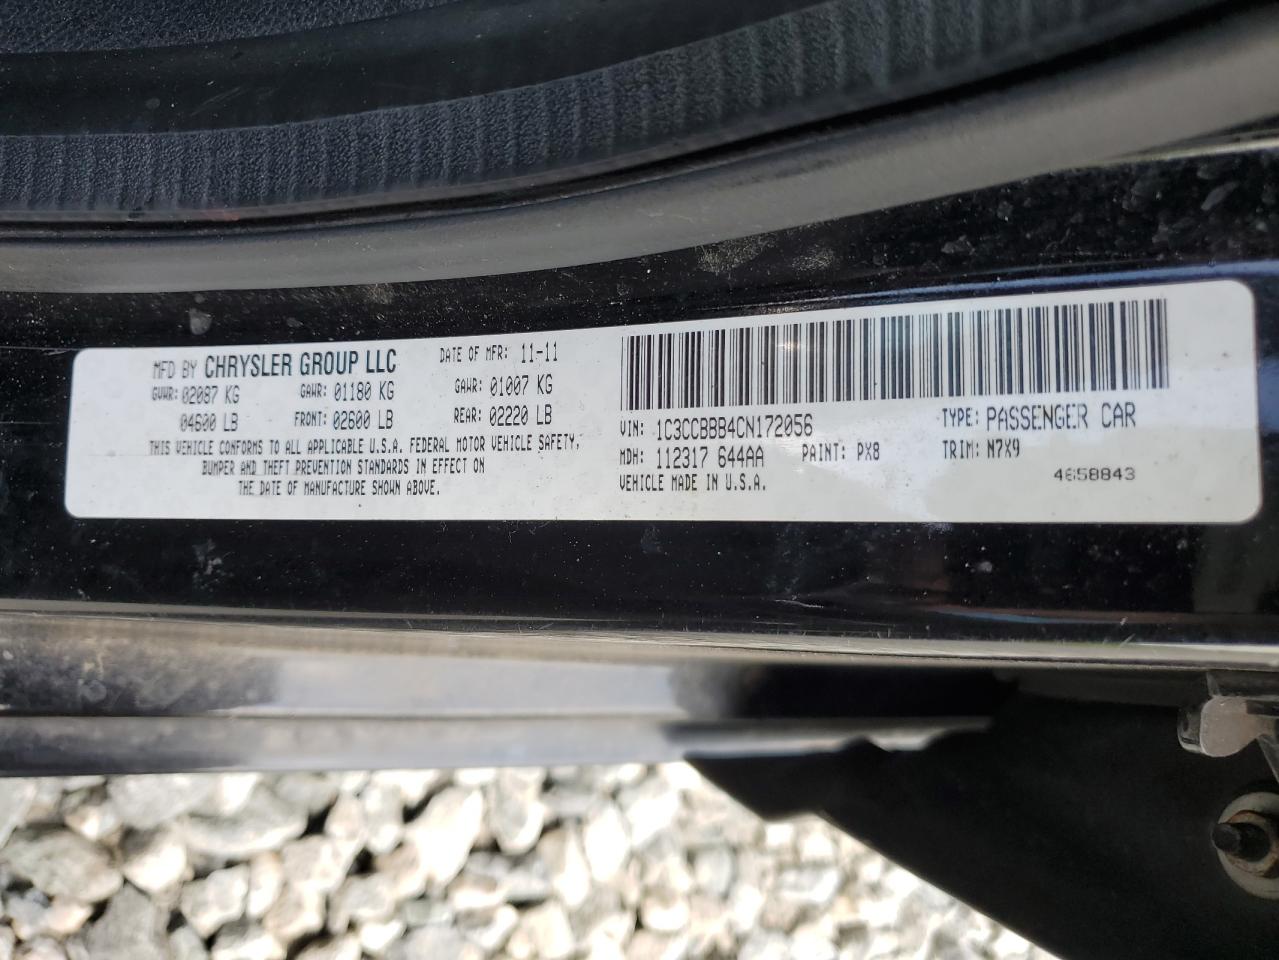 MFD BY CHRYSLER GROUP LLC DATE OF MFR: 11-11
GVWR: 02087 KG GAWR: 01180 KG GAWR: 01007 KG
04600 LB FRONT: 02600 LB REAR: 02220 LB
THIS VEHICLE CONFORMS TO ALL APPLICABLE U.S.A. FEDERAL MOTOR VEHICLE SAFETY,
BUMPER AND THEFT PREVENTION STANDARDS IN EFFECT ON
THE DATE OF MANUFACTURE SHOWN ABOVE.
VIN: 1C3CCBBB4CN172056 TYPE: PASSENGER CAR
MDH: 112317 644AA PAINT: PX8 TRIM: N7X9
VEHICLE MADE IN U.S.A. 4658843